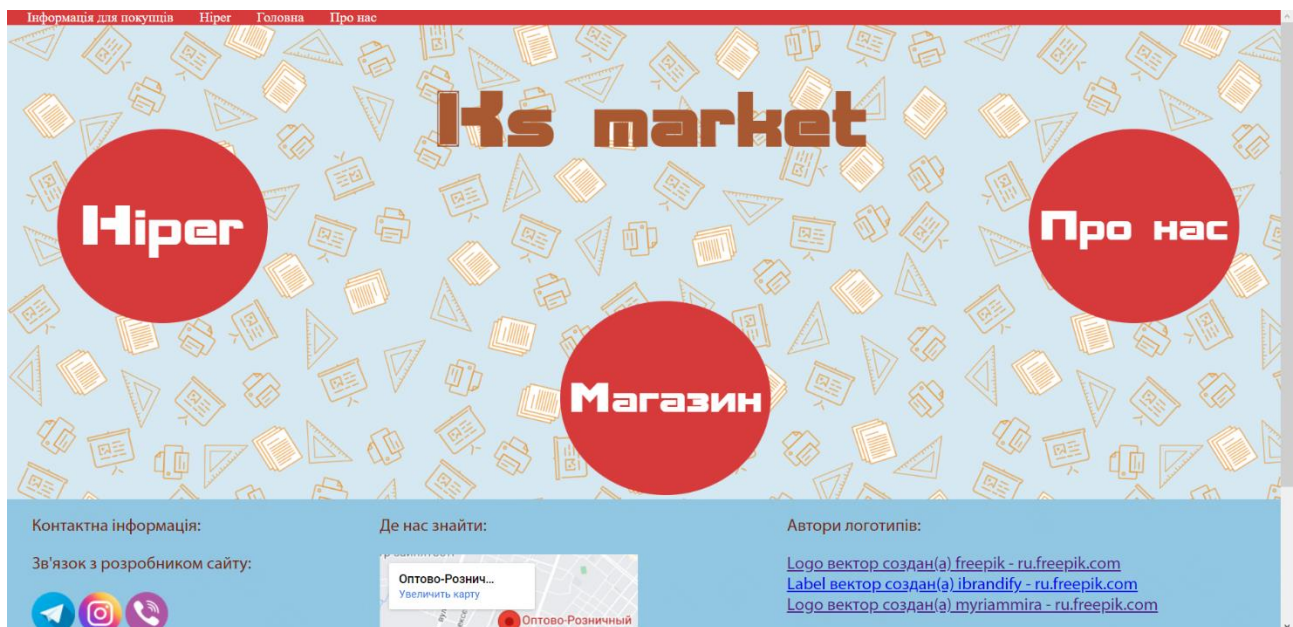 Інформація для покупців Hiper Головна Про нас
Ks market
Hiper
Про нас
Магазин
Контактна інформація:
Де нас знайти:
Автори логотипів:
Зв'язок з розробником сайту:
Оптово-Рознич...
Увеличить карту
Оптово-Розничный
Logo вектор создан(а) freepik - ru.freepik.com
Label вектор создан(а) ibrandify - ru.freepik.com
Logo вектор создан(а) myriammira - ru.freepik.com